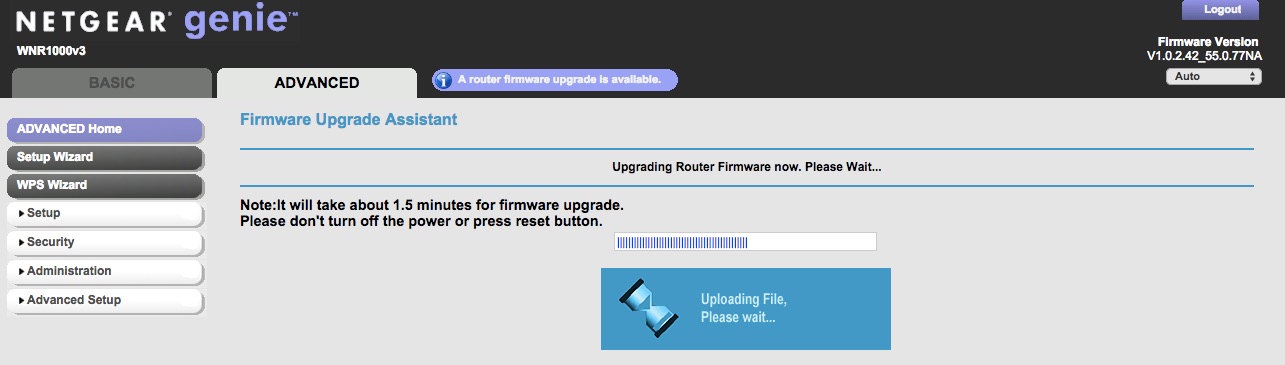 NETGEAR® genie™
Logout
WNR1000v3
Firmware Version
V1.0.2.42_55.0.77NA
Auto
BASIC
ADVANCED
A router firmware upgrade is available.
ADVANCED Home
Setup Wizard
WPS Wizard
Setup
Security
Administration
Advanced Setup
Firmware Upgrade Assistant
Upgrading Router Firmware now. Please Wait...
Note:It will take about 1.5 minutes for firmware upgrade.
Please don't turn off the power or press reset button.
Uploading File,
Please wait...